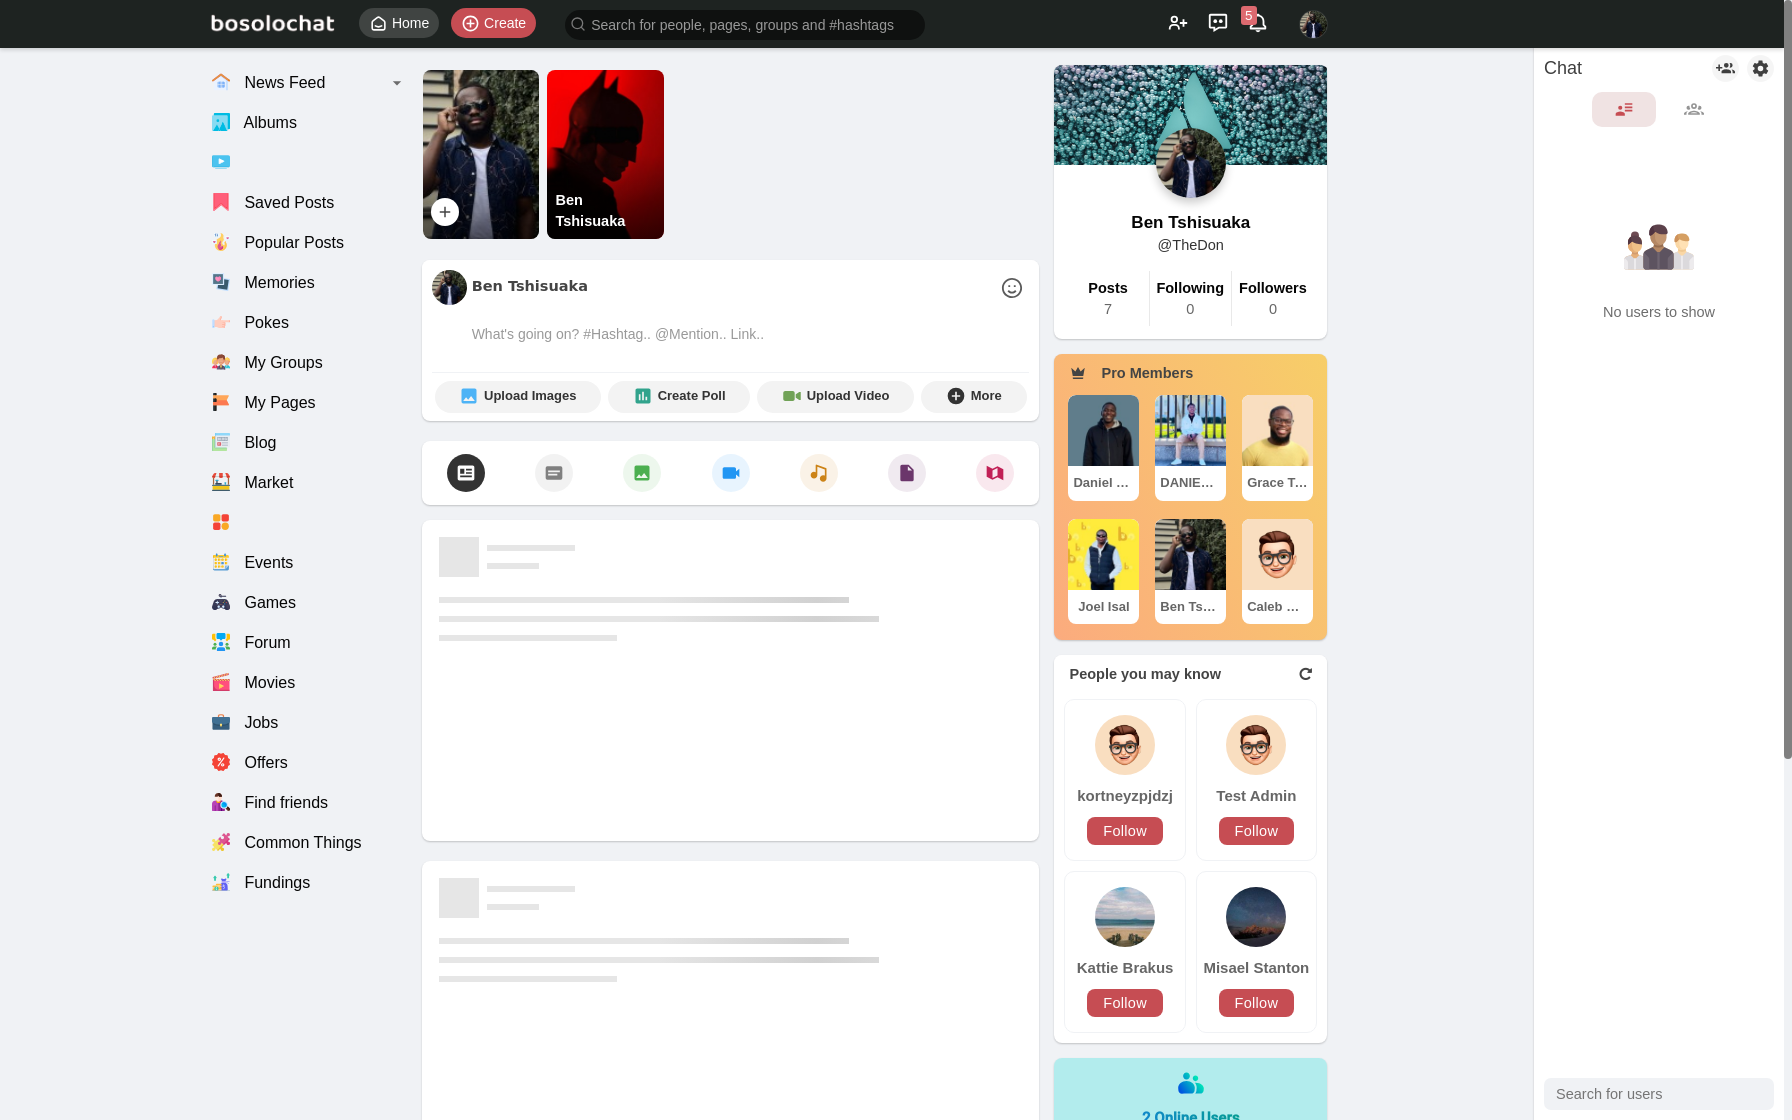 bosolochat
Home
Create
Search for people, pages, groups and #hashtags
5
News Feed
Albums
Saved Posts
Popular Posts
Memories
Pokes
My Groups
My Pages
Blog
Market
Events
Games
Forum
Movies
Jobs
Offers
Find friends
Common Things
Fundings
Ben
Tshisuaka
Ben Tshisuaka
What's going on? #Hashtag.. @Mention.. Link..
Upload Images
Create Poll
Upload Video
More
Ben Tshisuaka
@TheDon
Posts
7
Following
0
Followers
0
Pro Members
Daniel ...
DANIE...
Grace T...
Joel Isal
Ben Ts...
Caleb ...
People you may know
kortneyzpjdzj
Follow
Test Admin
Follow
Kattie Brakus
Follow
Misael Stanton
Follow
2 Online Users
Chat
No users to show
Search for users